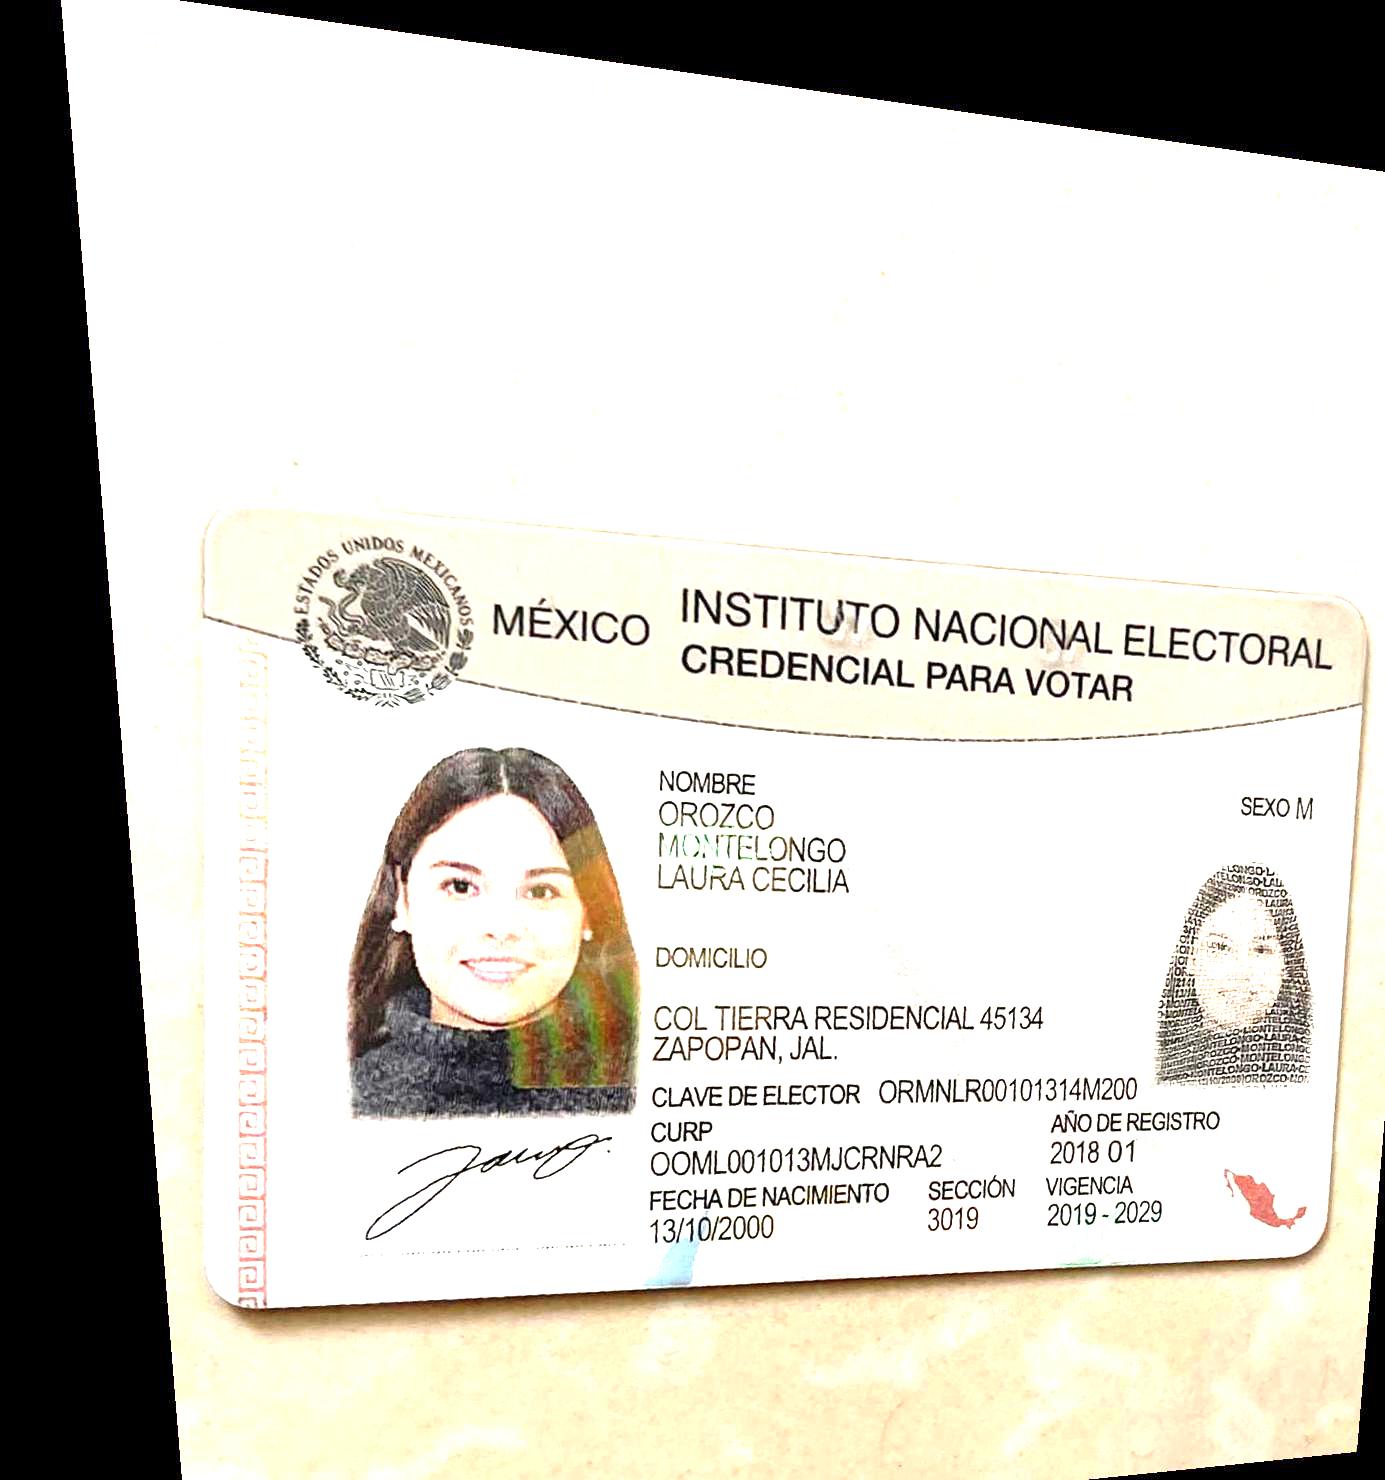 ESTADOS UNIDOS MEXICANOS
MÉXICO
INSTITUTO NACIONAL ELECTORAL
CREDENCIAL PARA VOTAR
NOMBRE
OROZCO
MONTELONGO
LAURA CECILIA
SEXO M
DOMICILIO
COL TIERRA RESIDENCIAL 45134
ZAPOPAN, JAL.
CLAVE DE ELECTOR ORMNLR00101314M200
CURP
OOML001013MJCRNRA2
AÑO DE REGISTRO
2018 01
FECHA DE NACIMIENTO
13/10/2000
SECCIÓN
3019
VIGENCIA
2019 - 2029